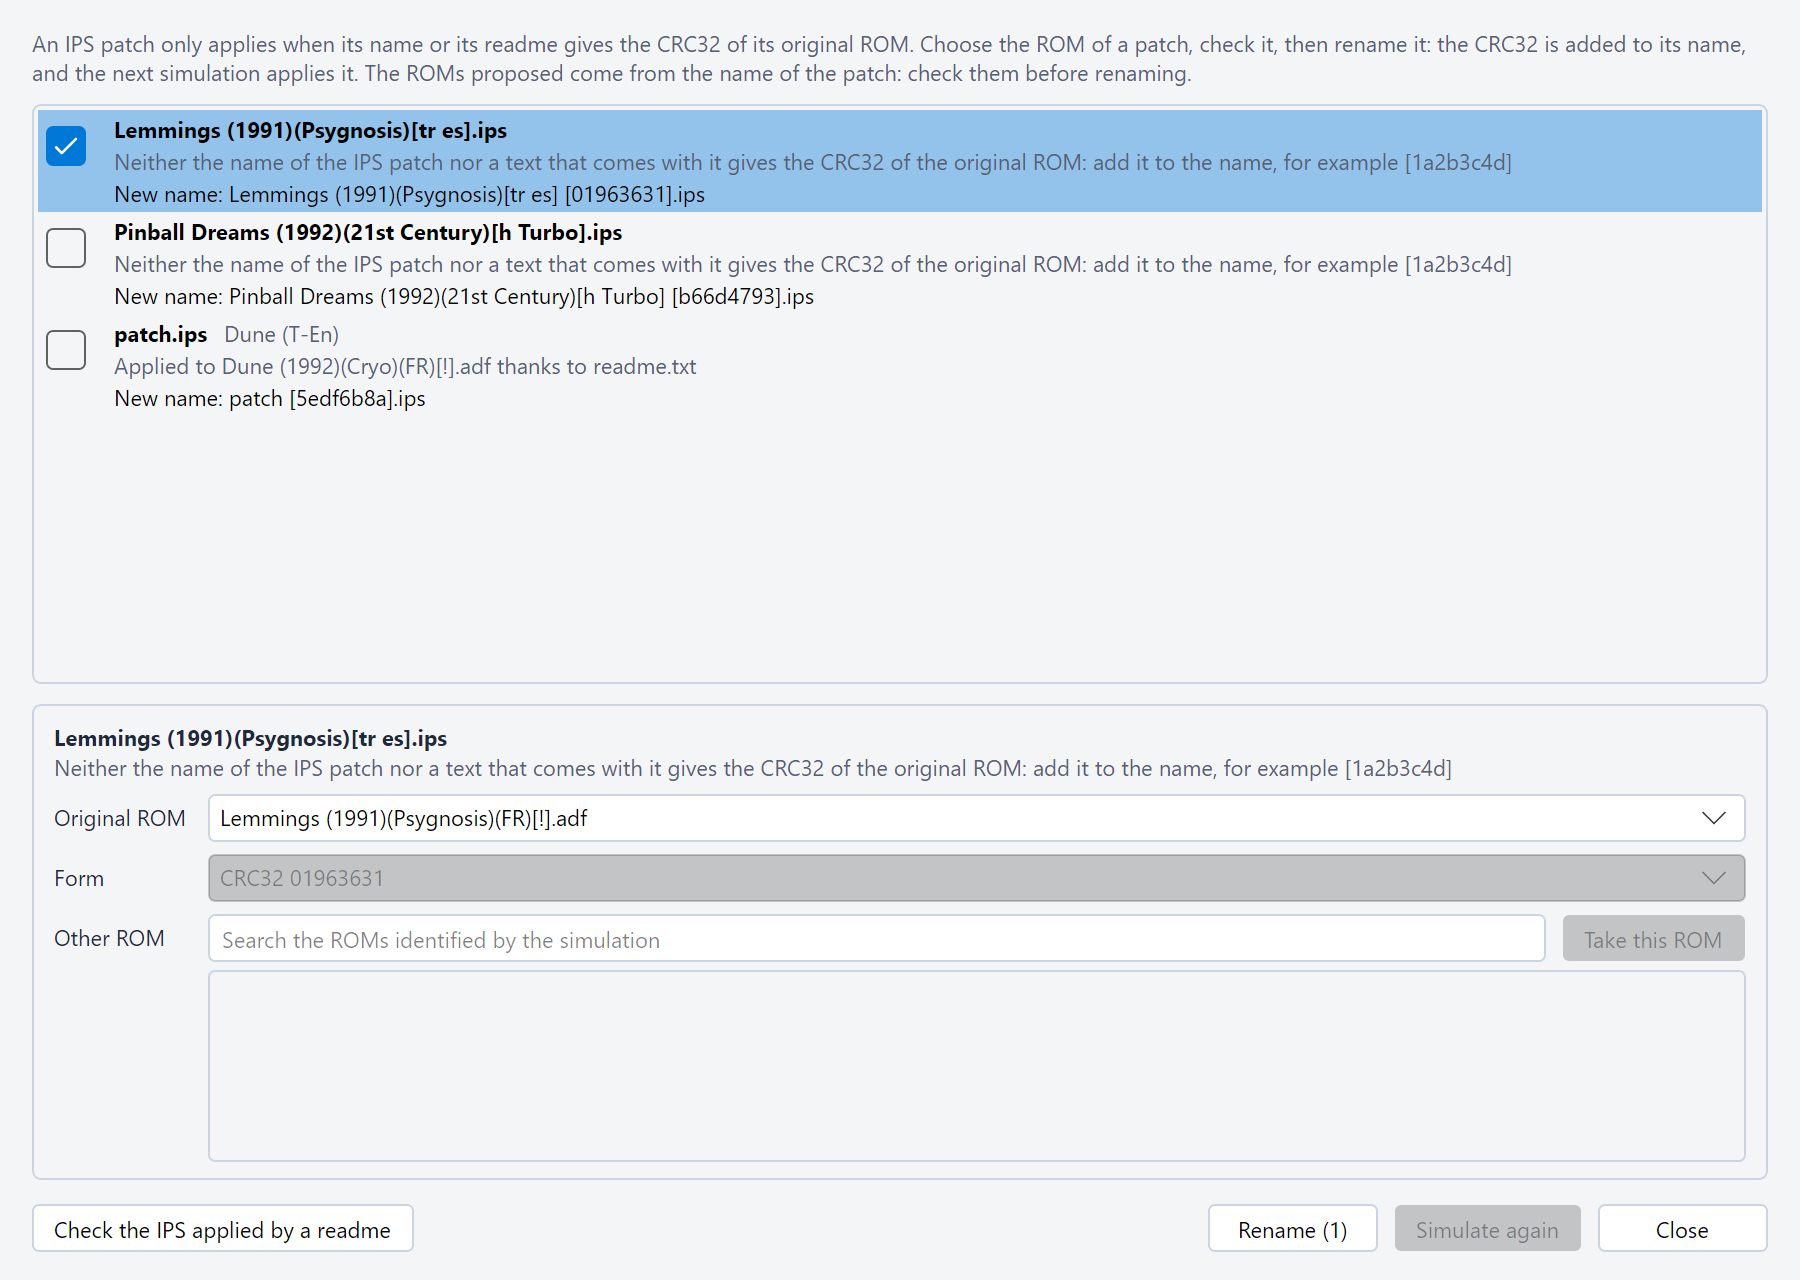 An IPS patch only applies when its name or its readme gives the CRC32 of its original ROM. Choose the ROM of a patch, check it, then rename it: the CRC32 is added to its name,
and the next simulation applies it. The ROMs proposed come from the name of the patch: check them before renaming.
Lemmings (1991)(Psygnosis)[tr es].ips
Neither the name of the IPS patch nor a text that comes with it gives the CRC32 of the original ROM: add it to the name, for example [1a2b3c4d]
New name: Lemmings (1991)(Psygnosis)[tr es] [01963631].ips
Pinball Dreams (1992)(21st Century)[h Turbo].ips
Neither the name of the IPS patch nor a text that comes with it gives the CRC32 of the original ROM: add it to the name, for example [1a2b3c4d]
New name: Pinball Dreams (1992)(21st Century)[h Turbo] [b66d4793].ips
patch.ips Dune (T-En)
Applied to Dune (1992)(Cryo)(FR)[!].adf thanks to readme.txt
New name: patch [5edf6b8a].ips
Lemmings (1991)(Psygnosis)[tr es].ips
Neither the name of the IPS patch nor a text that comes with it gives the CRC32 of the original ROM: add it to the name, for example [1a2b3c4d]
Original ROM Lemmings (1991)(Psygnosis)(FR)[!].adf
Form CRC32 01963631
Other ROM Search the ROMs identified by the simulation Take this ROM
Check the IPS applied by a readme Rename (1) Simulate again Close